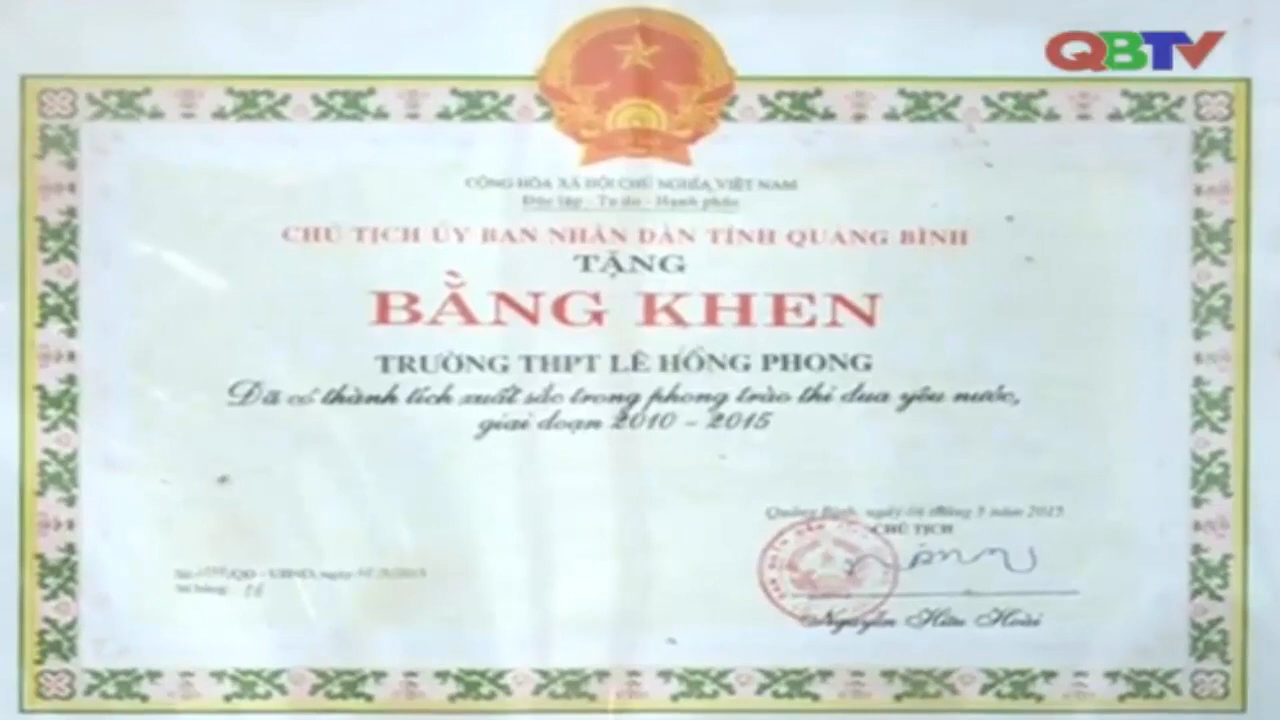 QBTV
CỘNG HÒA XÃ HỘI CHỦ NGHĨA VIỆT NAM
Độc lập - Tự do - Hạnh phúc
CHỦ TỊCH ỦY BAN NHÂN DÂN TỈNH QUẢNG BÌNH
TẶNG
BẰNG KHEN
TRƯỜNG THPT LÊ HỒNG PHONG
Đã có thành tích xuất sắc trong phong trào thi đua yêu nước,
giai đoạn 2010 - 2015
Quảng Bình, ngày tháng năm 2015
CHỦ TỊCH
Nguyễn Hữu Hoài